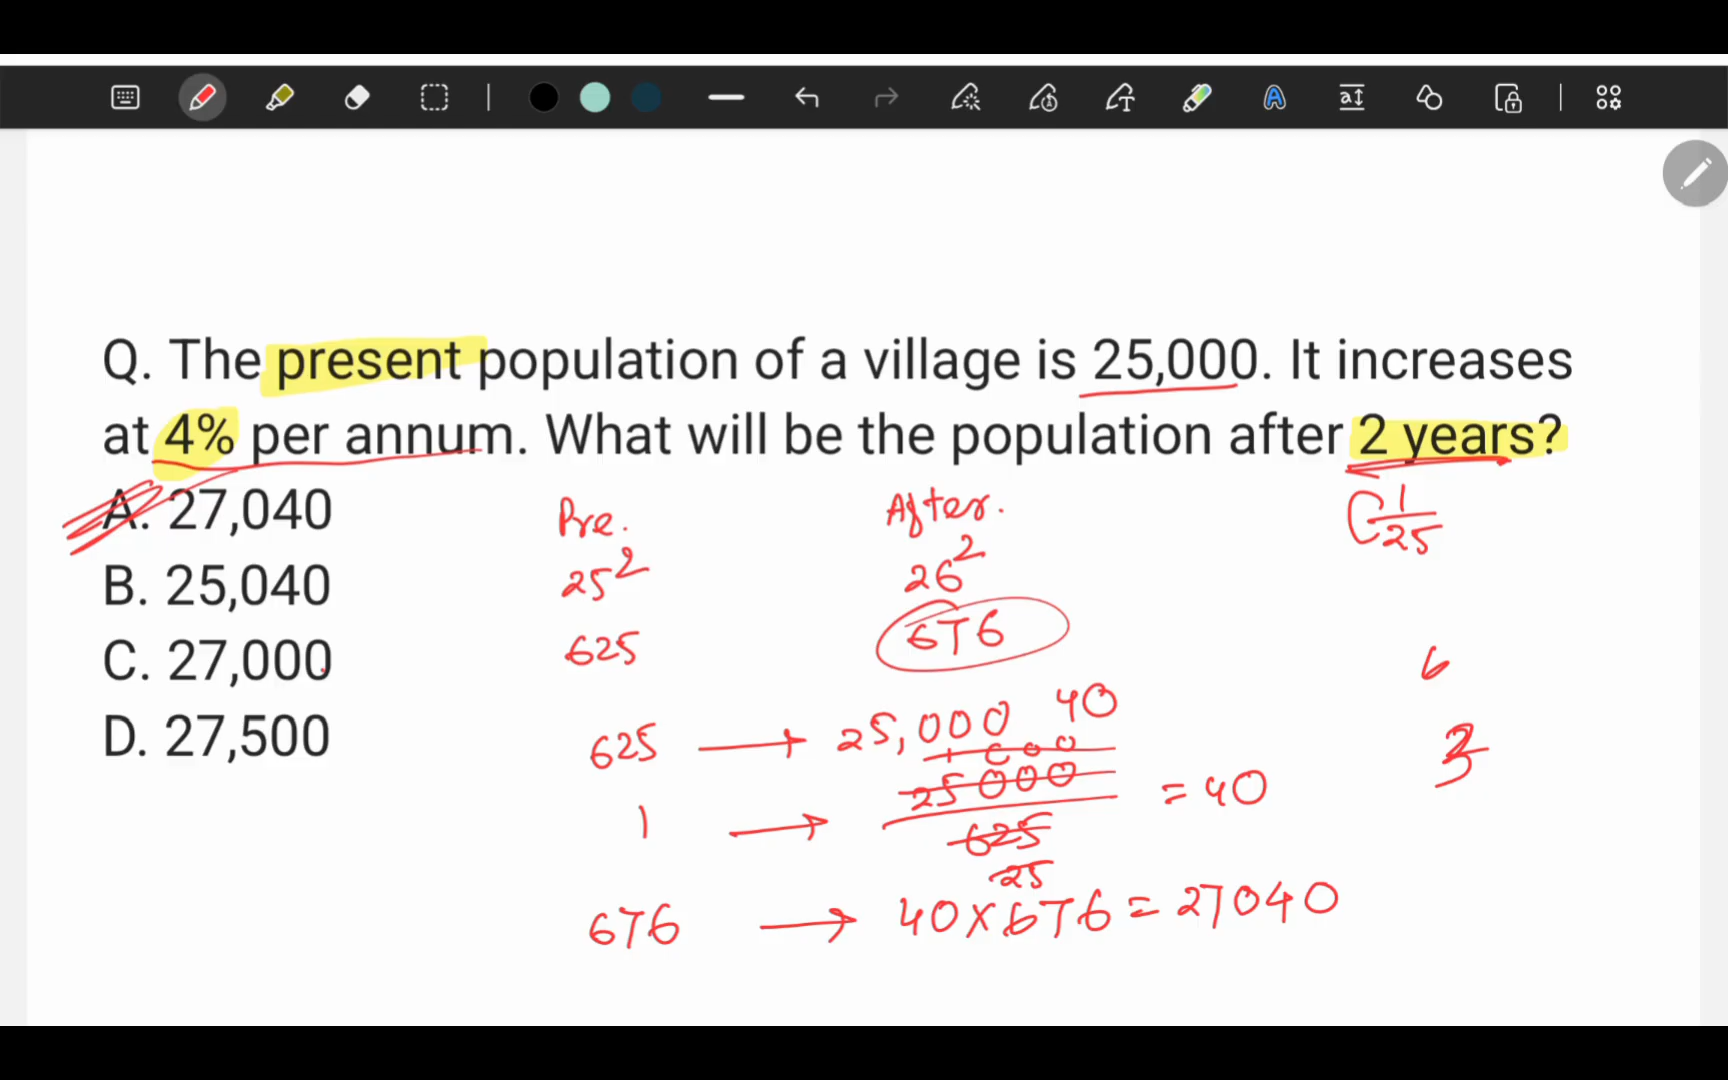 Q. The present population of a village is 25,000. It increases
at 4% per annum. What will be the population after 2 years?
A. 27,040
B. 25,040
C. 27,000
D. 27,500
Pre. After. 1/25
25² 26²
625 676
625 → 25,000 40
1000
1 → 25000/625 = 40
25
676 → 40×676 = 27040
6